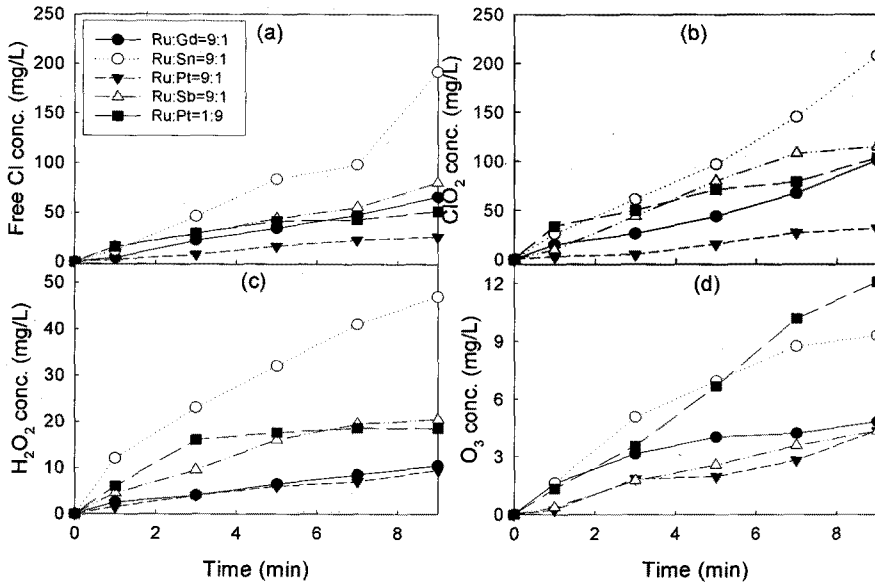 (a)
Ru:Gd=9:1
Ru:Sn=9:1
Ru:Pt=9:1
Ru:Sb=9:1
Ru:Pt=1:9
Free Cl conc. (mg/L)
250
200
150
100
50
0
(b)
ClO2 conc. (mg/L)
250
200
150
100
50
0
(c)
H2O2 conc. (mg/L)
50
40
30
20
10
0
0 2 4 6 8
Time (min)
(d)
O3 conc. (mg/L)
12
9
6
3
0
0 2 4 6 8
Time (min)